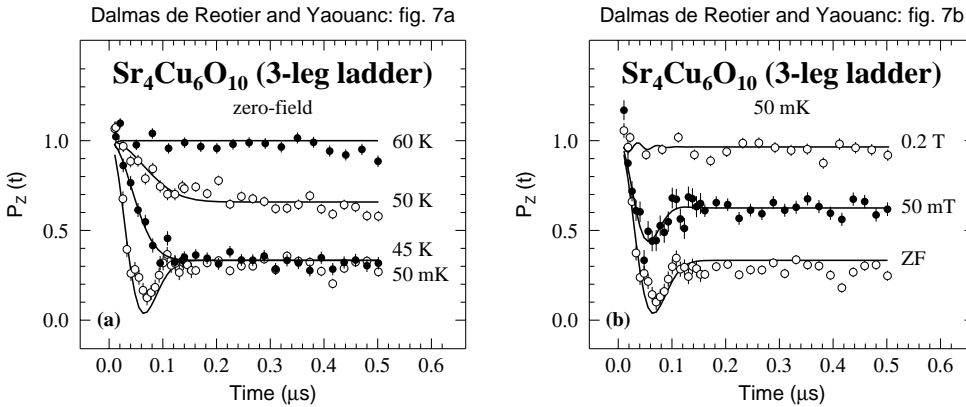 Dalmas de Reotier and Yaouanc: fig. 7a
Sr4Cu6O10 (3-leg ladder)
zero-field
60 K
50 K
45 K
50 mK
(a)
PZ (t)
1.0
0.5
0.0
0.0 0.1 0.2 0.3 0.4 0.5 0.6
Time (μs)
Dalmas de Reotier and Yaouanc: fig. 7b
Sr4Cu6O10 (3-leg ladder)
50 mK
0.2 T
50 mT
ZF
(b)
PZ (t)
1.0
0.5
0.0
0.0 0.1 0.2 0.3 0.4 0.5 0.6
Time (μs)